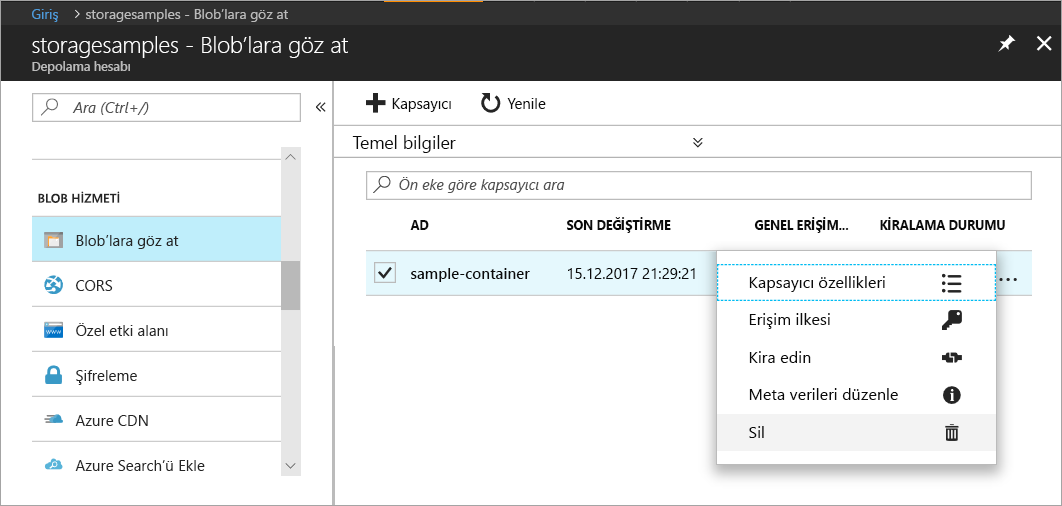 Giriş > storagesamples - Blob’lara göz at
storagesamples - Blob’lara göz at
Depolama hesabı
Ara (Ctrl+/)
BLOB HİZMETİ
Blob’lara göz at
CORS
Özel etki alanı
Şifreleme
Azure CDN
Azure Search’ü Ekle
Kapsayıcı Yenile
Temel bilgiler
Ön eke göre kapsayıcı ara
AD SON DEĞİŞTİRME GENEL ERİŞİM... KİRALAMA DURUMU
sample-container 15.12.2017 21:29:21 ...
Kapsayıcı özellikleri
Erişim ilkesi
Kira edin
Meta verileri düzenle
Sil